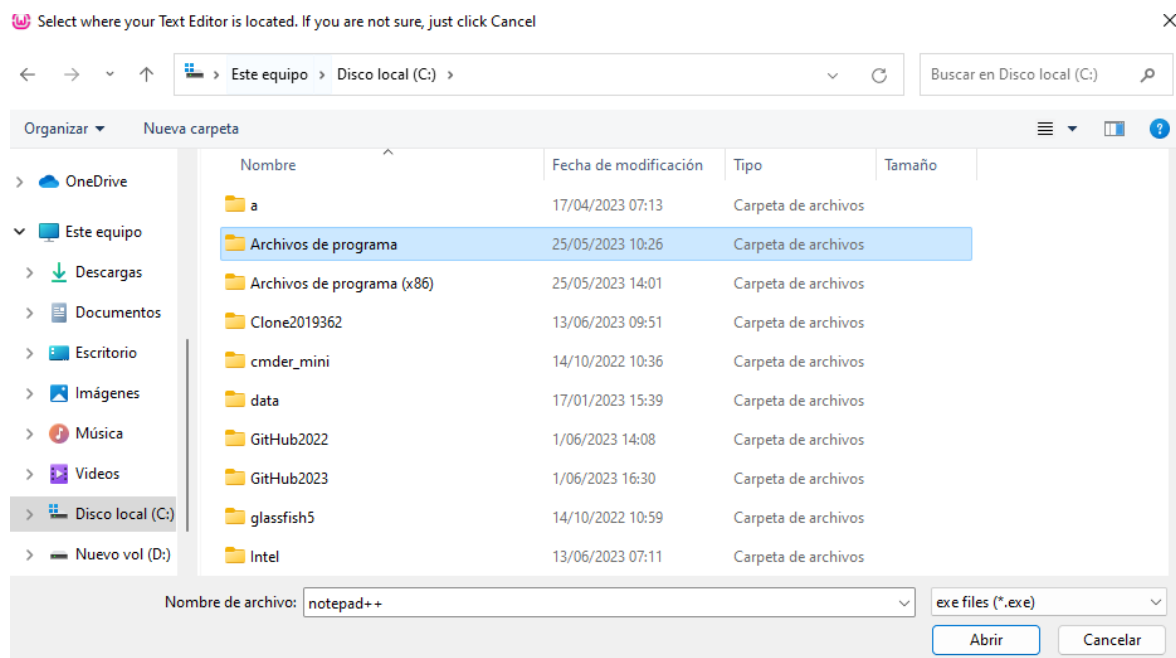 Select where your Text Editor is located. If you are not sure, just click Cancel
Este equipo > Disco local (C:) >
Buscar en Disco local (C:)
Organizar Nueva carpeta
Nombre Fecha de modificación Tipo Tamaño
OneDrive
Este equipo
Descargas
Documentos
Escritorio
Imágenes
Música
Videos
Disco local (C:)
Nuevo vol (D:)
a 17/04/2023 07:13 Carpeta de archivos
Archivos de programa 25/05/2023 10:26 Carpeta de archivos
Archivos de programa (x86) 25/05/2023 14:01 Carpeta de archivos
Clone2019362 13/06/2023 09:51 Carpeta de archivos
cmder_mini 14/10/2022 10:36 Carpeta de archivos
data 17/01/2023 15:39 Carpeta de archivos
GitHub2022 1/06/2023 14:08 Carpeta de archivos
GitHub2023 1/06/2023 16:30 Carpeta de archivos
glassfish5 14/10/2022 10:59 Carpeta de archivos
Intel 13/06/2023 07:11 Carpeta de archivos
Nombre de archivo: notepad++ exe files (*.exe)
Abrir Cancelar